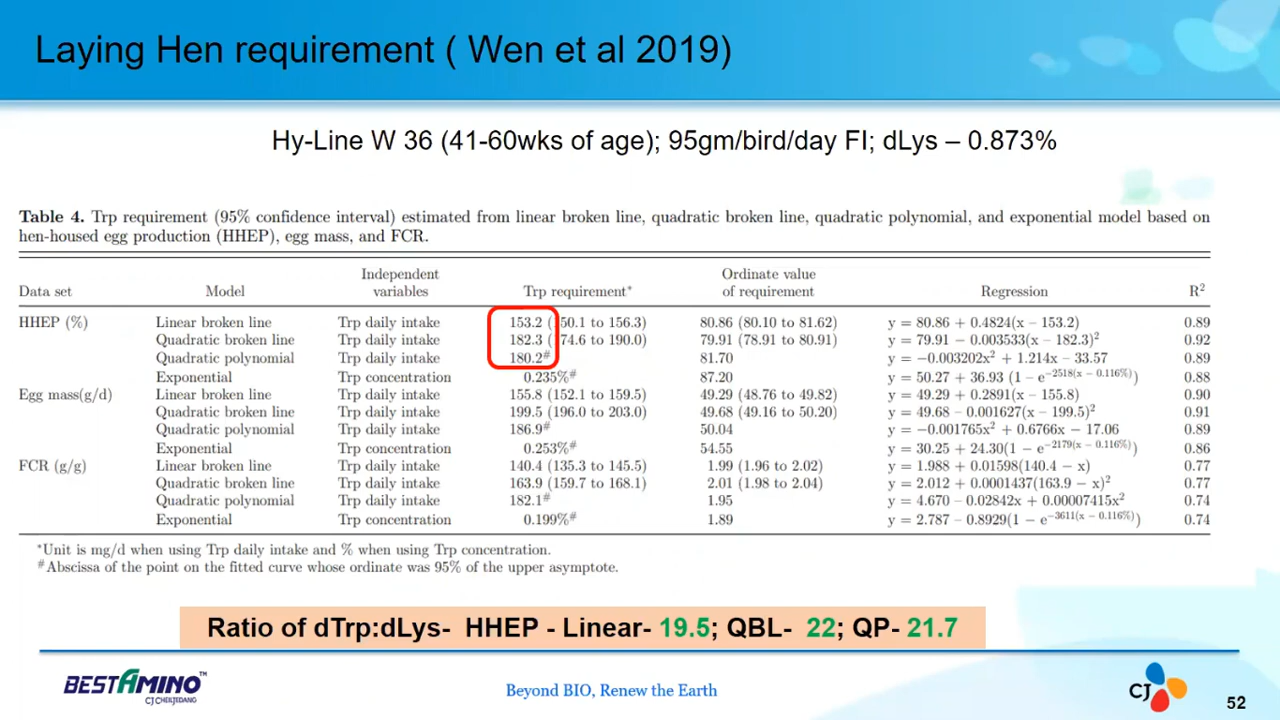 Laying Hen requirement ( Wen et al 2019)
Hy-Line W 36 (41-60wks of age); 95gm/bird/day FI; dLys – 0.873%
Table 4. Trp requirement (95% confidence interval) estimated from linear broken line, quadratic broken line, quadratic polynomial, and exponential model based on
hen-housed egg production (HHEP), egg mass, and FCR.
Data set Model Independent variables Trp requirement* Ordinate value of requirement Regression R²
HHEP (%) Linear broken line Trp daily intake 153.2 (150.1 to 156.3) 80.86 (80.10 to 81.62) y = 80.86 + 0.4824(x – 153.2) 0.89
Quadratic broken line Trp daily intake 182.3 174.6 to 190.0) 79.91 (78.91 to 80.91) y = 79.91 – 0.003533(x – 182.3)² 0.92
Quadratic polynomial Trp daily intake 180.2# 81.70 y = −0.003202x² + 1.214x – 33.57 0.89
Exponential Trp concentration 0.235%# 87.20 y = 50.27 + 36.93 (1 – e^−2518(x – 0.116%)) 0.88
Egg mass(g/d) Linear broken line Trp daily intake 155.8 (152.1 to 159.5) 49.29 (48.76 to 49.82) y = 49.29 + 0.2891(x – 155.8) 0.90
Quadratic broken line Trp daily intake 199.5 (196.0 to 203.0) 49.68 (49.16 to 50.20) y = 49.68 – 0.001627(x – 199.5)² 0.91
Quadratic polynomial Trp daily intake 186.9# 50.04 y = −0.001765x² + 0.6766x - 17.06 0.89
Exponential Trp concentration 0.253%# 54.55 y = 30.25 + 24.30(1 – e^−2179(x – 0.116%)) 0.86
FCR (g/g) Linear broken line Trp daily intake 140.4 (135.3 to 145.5) 1.99 (1.96 to 2.02) y = 1.988 + 0.01598(140.4 – x) 0.77
Quadratic broken line Trp daily intake 163.9 (159.7 to 168.1) 2.01 (1.98 to 2.04) y = 2.012 + 0.0001437(163.9 – x)² 0.77
Quadratic polynomial Trp daily intake 182.1# 1.95 y = 4.670 – 0.02842x + 0.00007415x² 0.74
Exponential Trp concentration 0.199%# 1.89 y = 2.787 – 0.8929(1 – e^−3611(x – 0.116%)) 0.74
*Unit is mg/d when using Trp daily intake and % when using Trp concentration.
#Abscissa of the point on the fitted curve whose ordinate was 95% of the upper asymptote.
Ratio of dTrp:dLys- HHEP - Linear- 19.5; QBL- 22; QP- 21.7
BESTAMINO™
CJ CHEILJEDANG
Beyond BIO, Renew the Earth
CJ
52